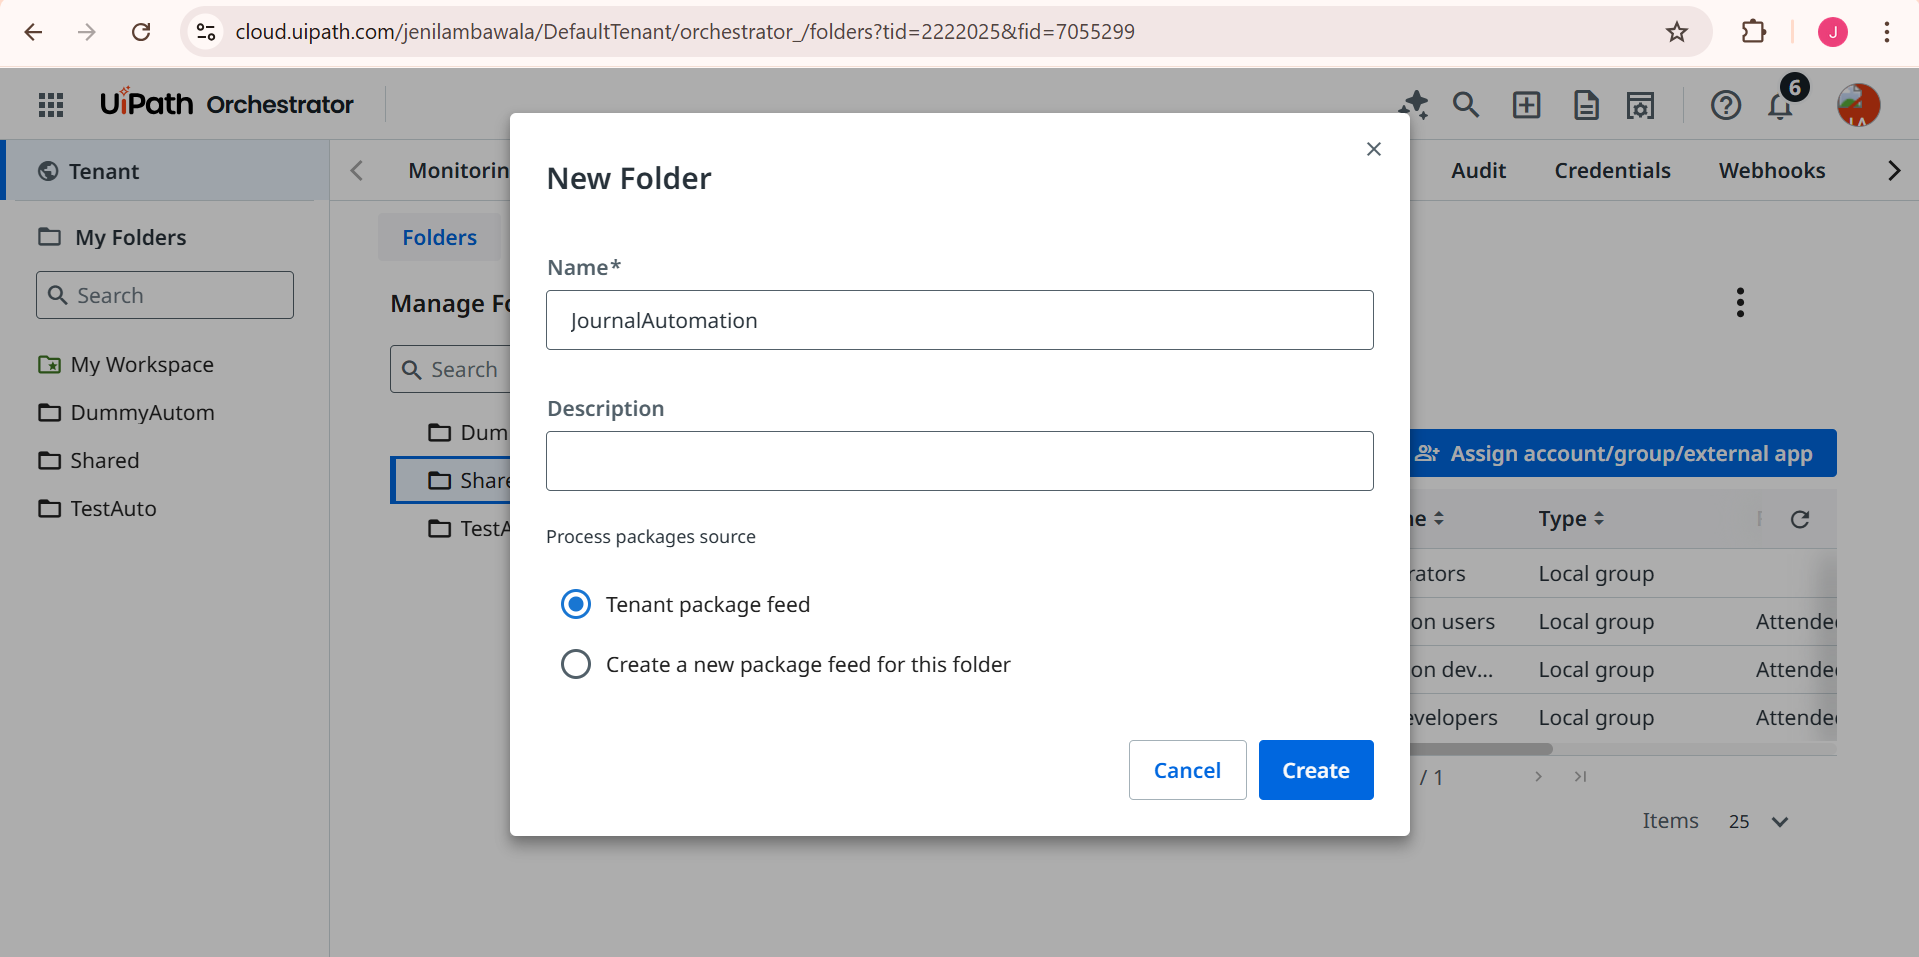 cloud.uipath.com/jenilambawala/DefaultTenant/orchestrator_/folders?tid=2222025&fid=7055299
J
UiPath Orchestrator
6
Tenant
Monitorin
Audit
Credentials
Webhooks
My Folders
Search
My Workspace
DummyAutom
Shared
TestAuto
Folders
Manage Fo
Search
Dum
Share
TestA
New Folder
Name*
JournalAutomation
Description
Process packages source
Tenant package feed
Create a new package feed for this folder
Cancel
Create
Assign account/group/external app
ne
Type
rators
Local group
on users
Local group
Attended
on dev...
Local group
Attended
evelopers
Local group
Attended
/ 1
Items
25